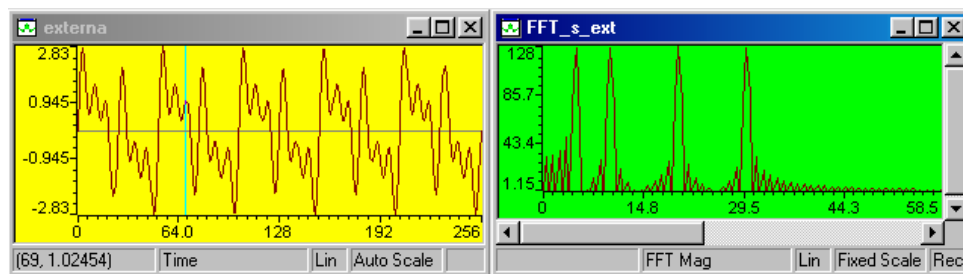 externa
2.83
0.945
-0.945
-2.83
0 64.0 128 192 256
(69, 1.02454) Time Lin Auto Scale
FFT_s_ext
128
85.7
43.4
1.15
0 14.8 29.5 44.3 58.5
FFT Mag Lin Fixed Scale Rec